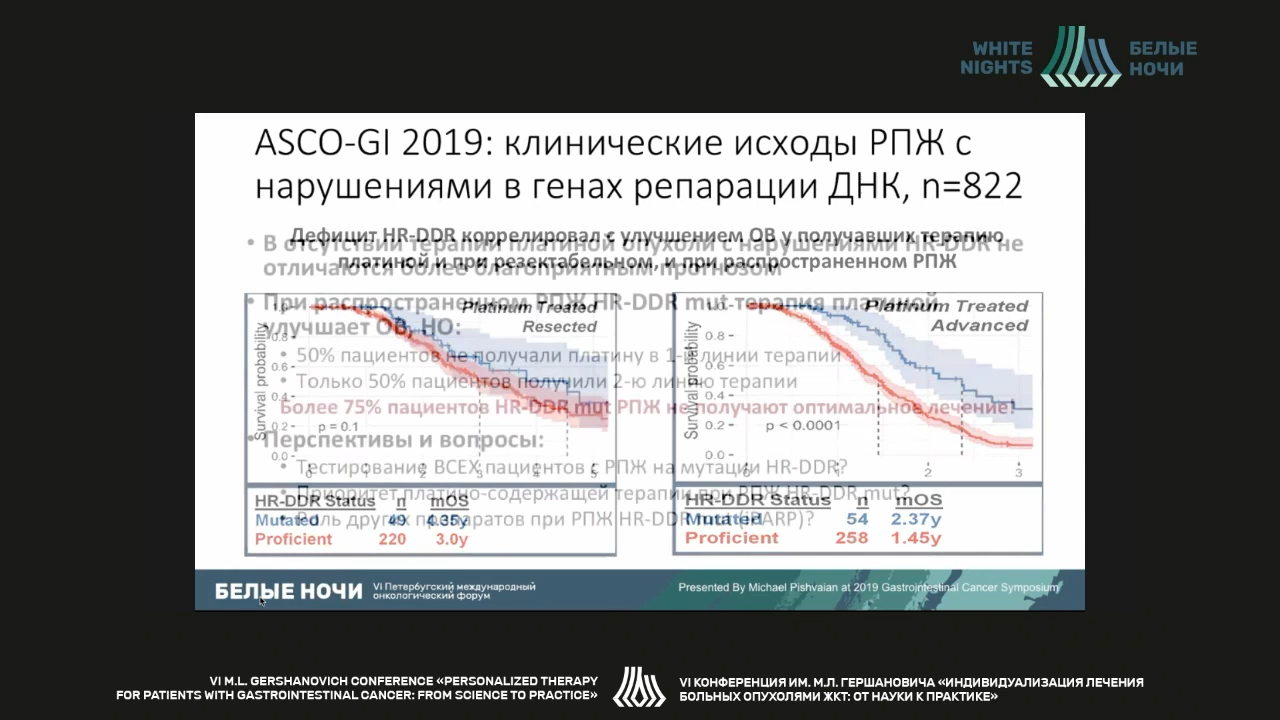 WHITE NIGHTS
БЕЛЫЕ НОЧИ
ASCO-GI 2019: клинические исходы РПЖ с
нарушениями в генах репарации ДНК, n=822
Дефицит HR-DDR коррелировал с улучшением ОВ у получавших терапию
платиной и при резектабельном, и при распространенном РПЖ
• В отсутствии терапии платиной опухоли с нарушениями HR-DDR не
отличаются более благоприятным прогнозом
• При распространенном РПЖ HR-DDR mut терапия платиной
улучшает ОВ, НО:
• 50% пациентов не получали платину в 1-й линии терапии
• Только 50% пациентов получили 2-ю линию терапии
Более 75% пациентов HR-DDR mut РПЖ не получают оптимальное лечение!
• Перспективы и вопросы:
• Тестирование ВСЕХ пациентов с РПЖ на мутации HR-DDR?
• Приоритет платино-содержащей терапии при РПЖ HR-DDR mut?
• Роль других препаратов при РПЖ HR-DDR mut (iPARP)?
Platinum Treated
Resected
Survival probability
1.0
0.8
0.6
0.4
0.2
0.0
p = 0.1
0 1 2 3 4 5
HR-DDR Status n mOS
Mutated 49 4.35y
Proficient 220 3.0y
Platinum Treated
Advanced
Survival probability
1.0
0.8
0.6
0.4
0.2
0.0
p < 0.0001
0 1 2 3
HR-DDR Status n mOS
Mutated 54 2.37y
Proficient 258 1.45y
БЕЛЫЕ НОЧИ
VI Петербургский международный
онкологический форум
Presented By Michael Pishvaian at 2019 Gastrointestinal Cancer Symposium
VI M.L. GERSHANOVICH CONFERENCE «PERSONALIZED THERAPY
FOR PATIENTS WITH GASTROINTESTINAL CANCER: FROM SCIENCE TO PRACTICE»
VI КОНФЕРЕНЦИЯ ИМ. М.Л. ГЕРШАНОВИЧА «ИНДИВИДУАЛИЗАЦИЯ ЛЕЧЕНИЯ
БОЛЬНЫХ ОПУХОЛЯМИ ЖКТ: ОТ НАУКИ К ПРАКТИКЕ»